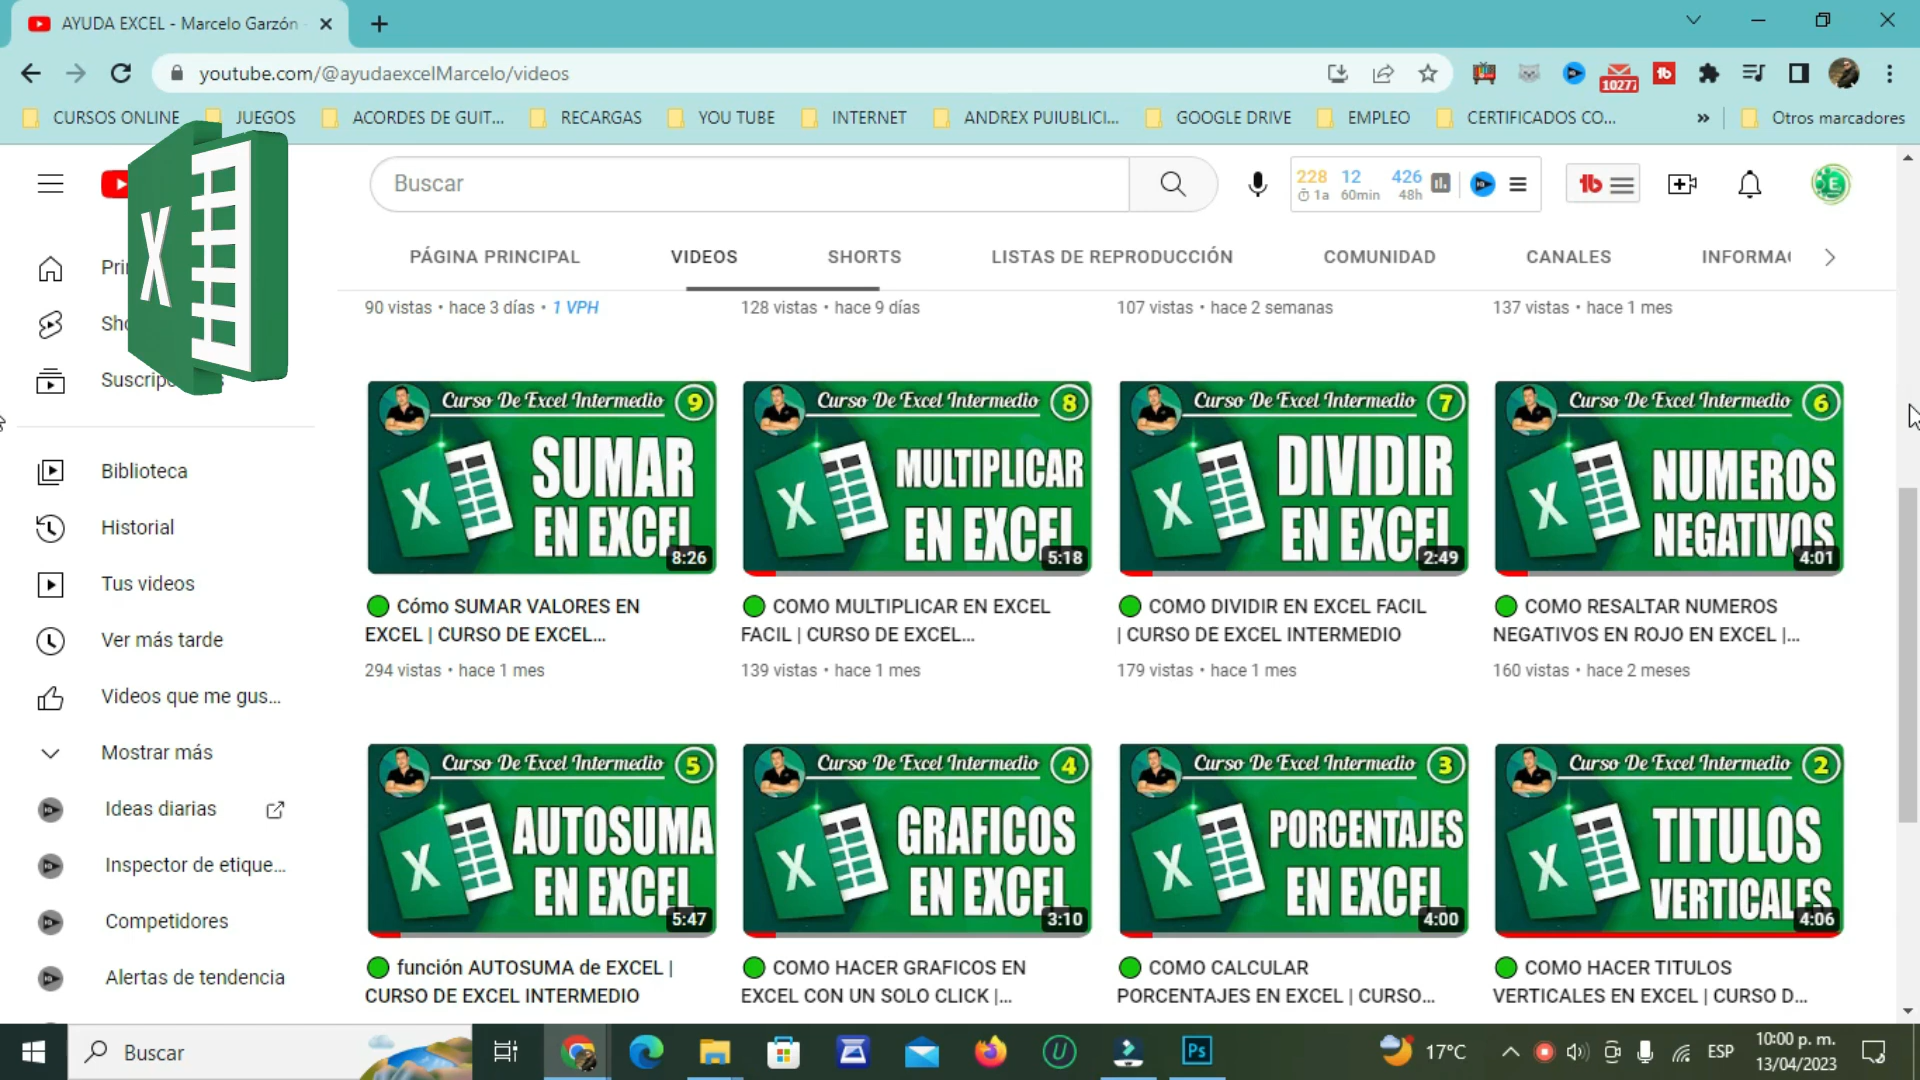 AYUDA EXCEL - Marcelo Garzón
youtube.com/@ayudaexcelMarcelo/videos
10277
CURSOS ONLINE
JUEGOS
ACORDES DE GUIT...
RECARGAS
YOU TUBE
INTERNET
ANDREX PUIUBLICI...
GOOGLE DRIVE
EMPLEO
CERTIFICADOS CO...
»
Otros marcadores
X
Buscar
228 12 426
1a 60min 48h
PÁGINA PRINCIPAL
VIDEOS
SHORTS
LISTAS DE REPRODUCCIÓN
COMUNIDAD
CANALES
INFORMA
90 vistas • hace 3 días • 1 VPH
128 vistas • hace 9 días
107 vistas • hace 2 semanas
137 vistas • hace 1 mes
Pri
Sho
Suscrip
Biblioteca
Historial
Tus videos
Ver más tarde
Videos que me gus...
Mostrar más
Ideas diarias
Inspector de etique...
Competidores
Alertas de tendencia
Curso De Excel Intermedio 9
X
SUMAR
EN EXCEL
8:26
Cómo SUMAR VALORES EN
EXCEL | CURSO DE EXCEL...
294 vistas • hace 1 mes
Curso De Excel Intermedio 8
X
MULTIPLICAR
EN EXCEL
5:18
COMO MULTIPLICAR EN EXCEL
FACIL | CURSO DE EXCEL...
139 vistas • hace 1 mes
Curso De Excel Intermedio 7
X
DIVIDIR
EN EXCEL
2:49
COMO DIVIDIR EN EXCEL FACIL
| CURSO DE EXCEL INTERMEDIO
179 vistas • hace 1 mes
Curso De Excel Intermedio 6
X
NUMEROS
NEGATIVOS
4:01
COMO RESALTAR NUMEROS
NEGATIVOS EN ROJO EN EXCEL |...
160 vistas • hace 2 meses
Curso De Excel Intermedio 5
X
AUTOSUMA
EN EXCEL
5:47
función AUTOSUMA de EXCEL |
CURSO DE EXCEL INTERMEDIO
Curso De Excel Intermedio 4
X
GRAFICOS
EN EXCEL
3:10
COMO HACER GRAFICOS EN
EXCEL CON UN SOLO CLICK |...
Curso De Excel Intermedio 3
X
PORCENTAJES
EN EXCEL
4:00
COMO CALCULAR
PORCENTAJES EN EXCEL | CURSO...
Curso De Excel Intermedio 2
X
TITULOS
VERTICALES
4:06
COMO HACER TITULOS
VERTICALES EN EXCEL | CURSO D...
Buscar
Ps
17°C
ESP
10:00 p. m.
13/04/2023